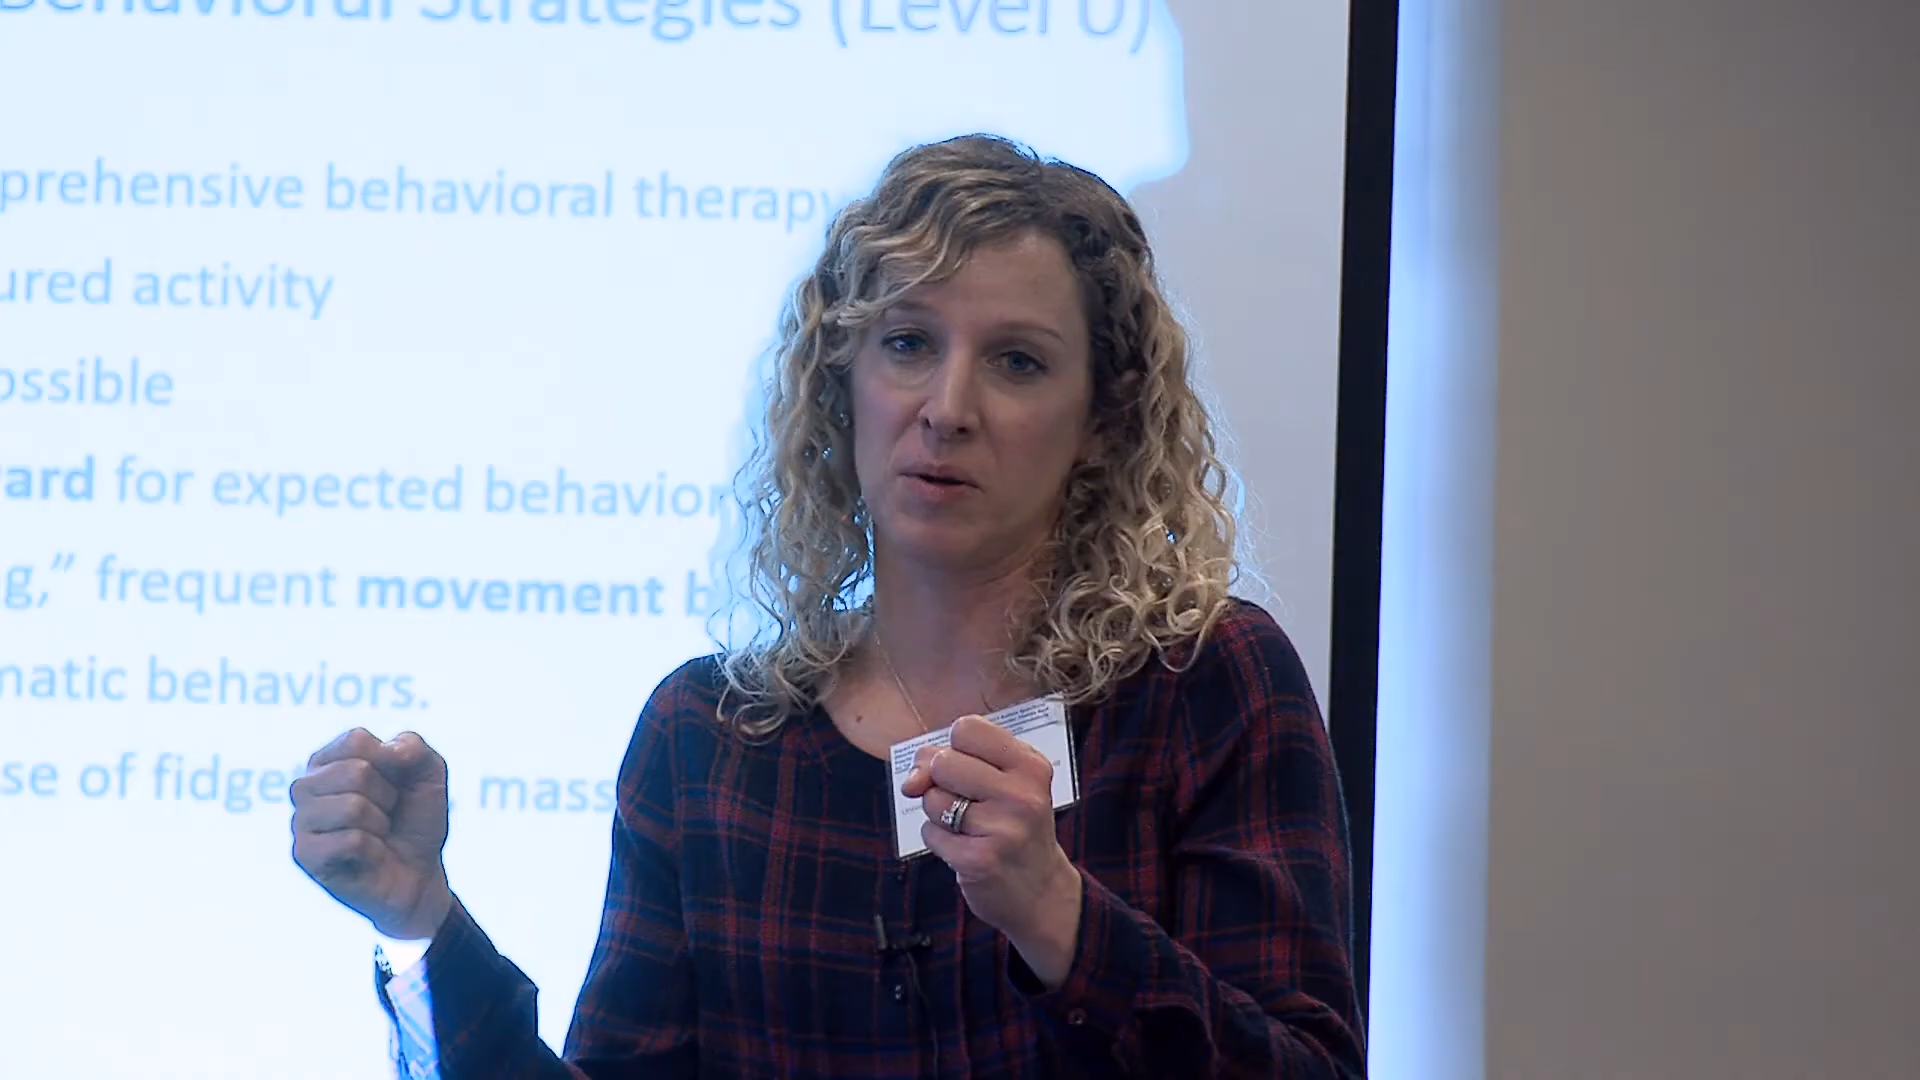 Behavioral Strategies (Level 0)
prehensive behavioral therapy
ured activity
ossible
ard for expected behavior
g,” frequent movement b
matic behaviors.
se of fidget mass